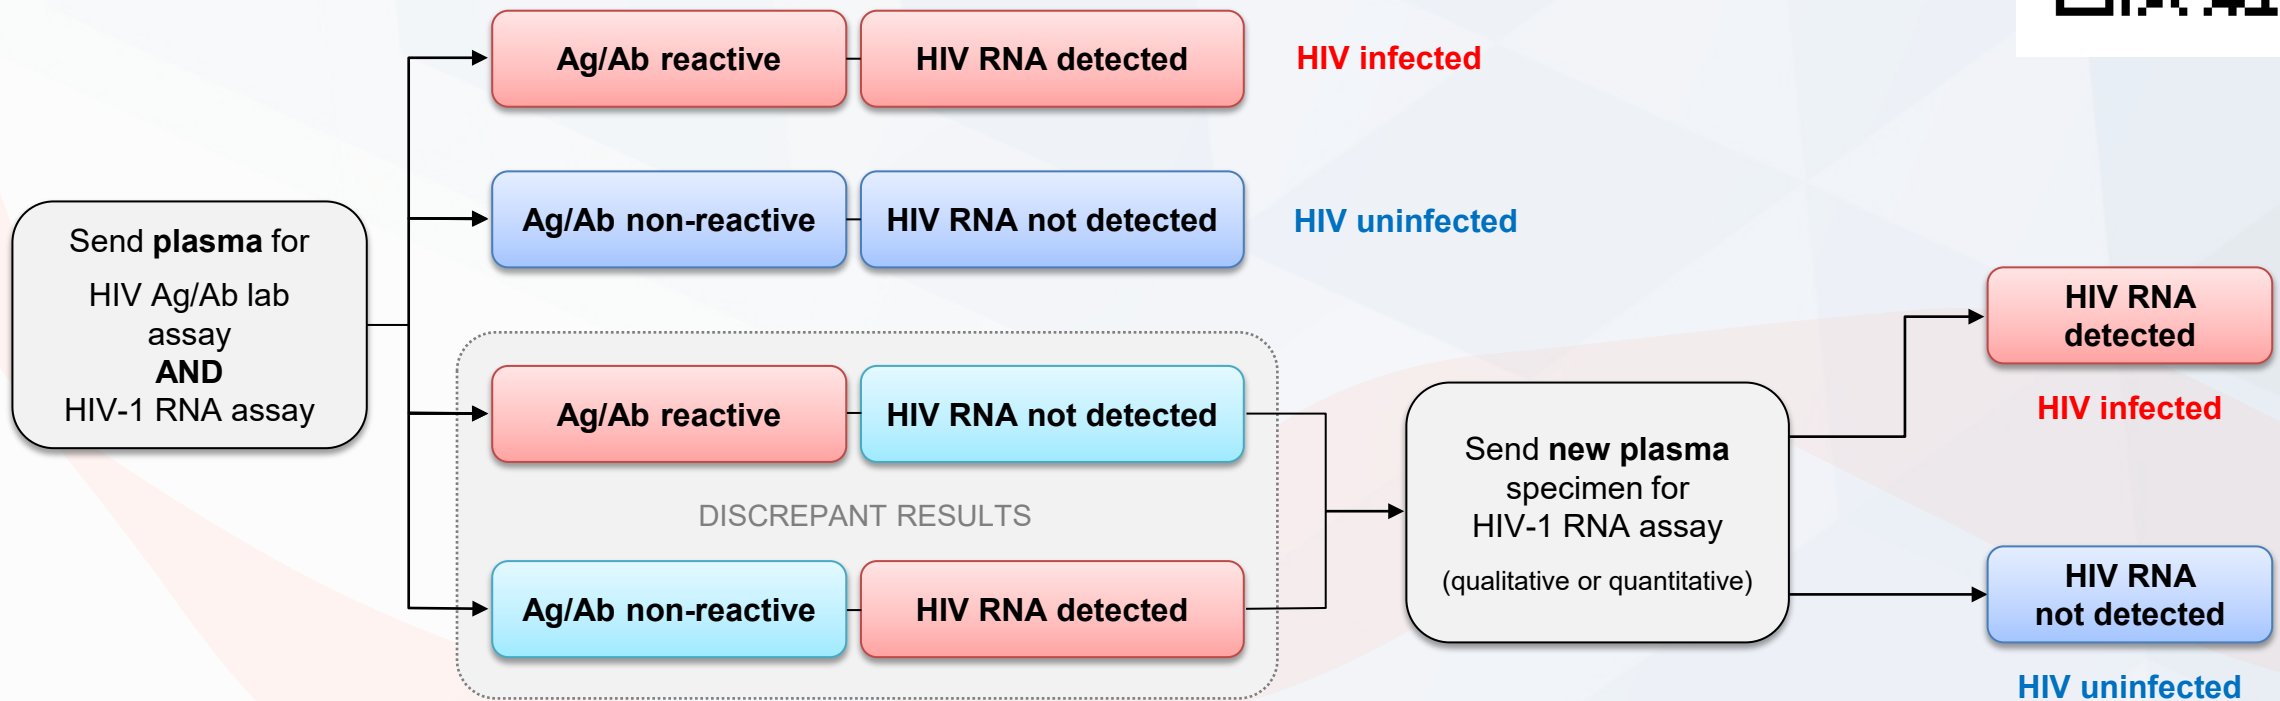 Send plasma for
HIV Ag/Ab lab
assay
AND
HIV-1 RNA assay
Ag/Ab reactive
HIV RNA detected
HIV infected
Ag/Ab non-reactive
HIV RNA not detected
HIV uninfected
Ag/Ab reactive
HIV RNA not detected
DISCREPANT RESULTS
Ag/Ab non-reactive
HIV RNA detected
Send new plasma
specimen for
HIV-1 RNA assay
(qualitative or quantitative)
HIV RNA
detected
HIV infected
HIV RNA
not detected
HIV uninfected